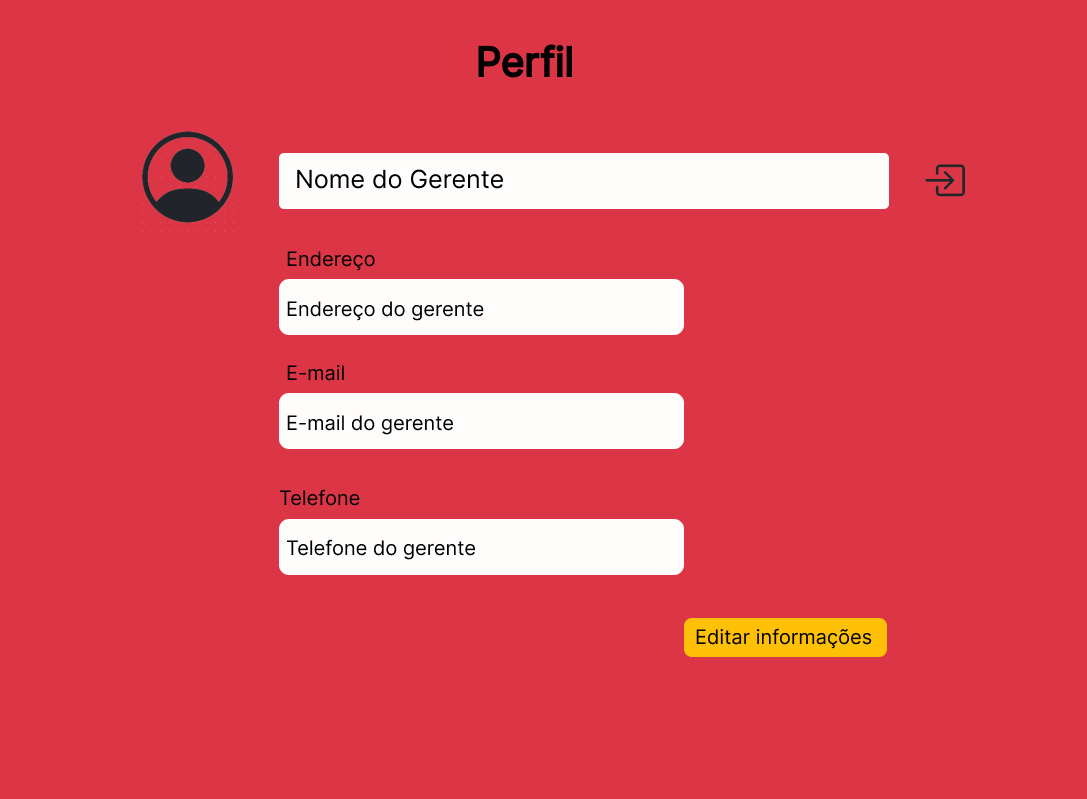 Perfil
Nome do Gerente
Endereço
Endereço do gerente
E-mail
E-mail do gerente
Telefone
Telefone do gerente
Editar informações